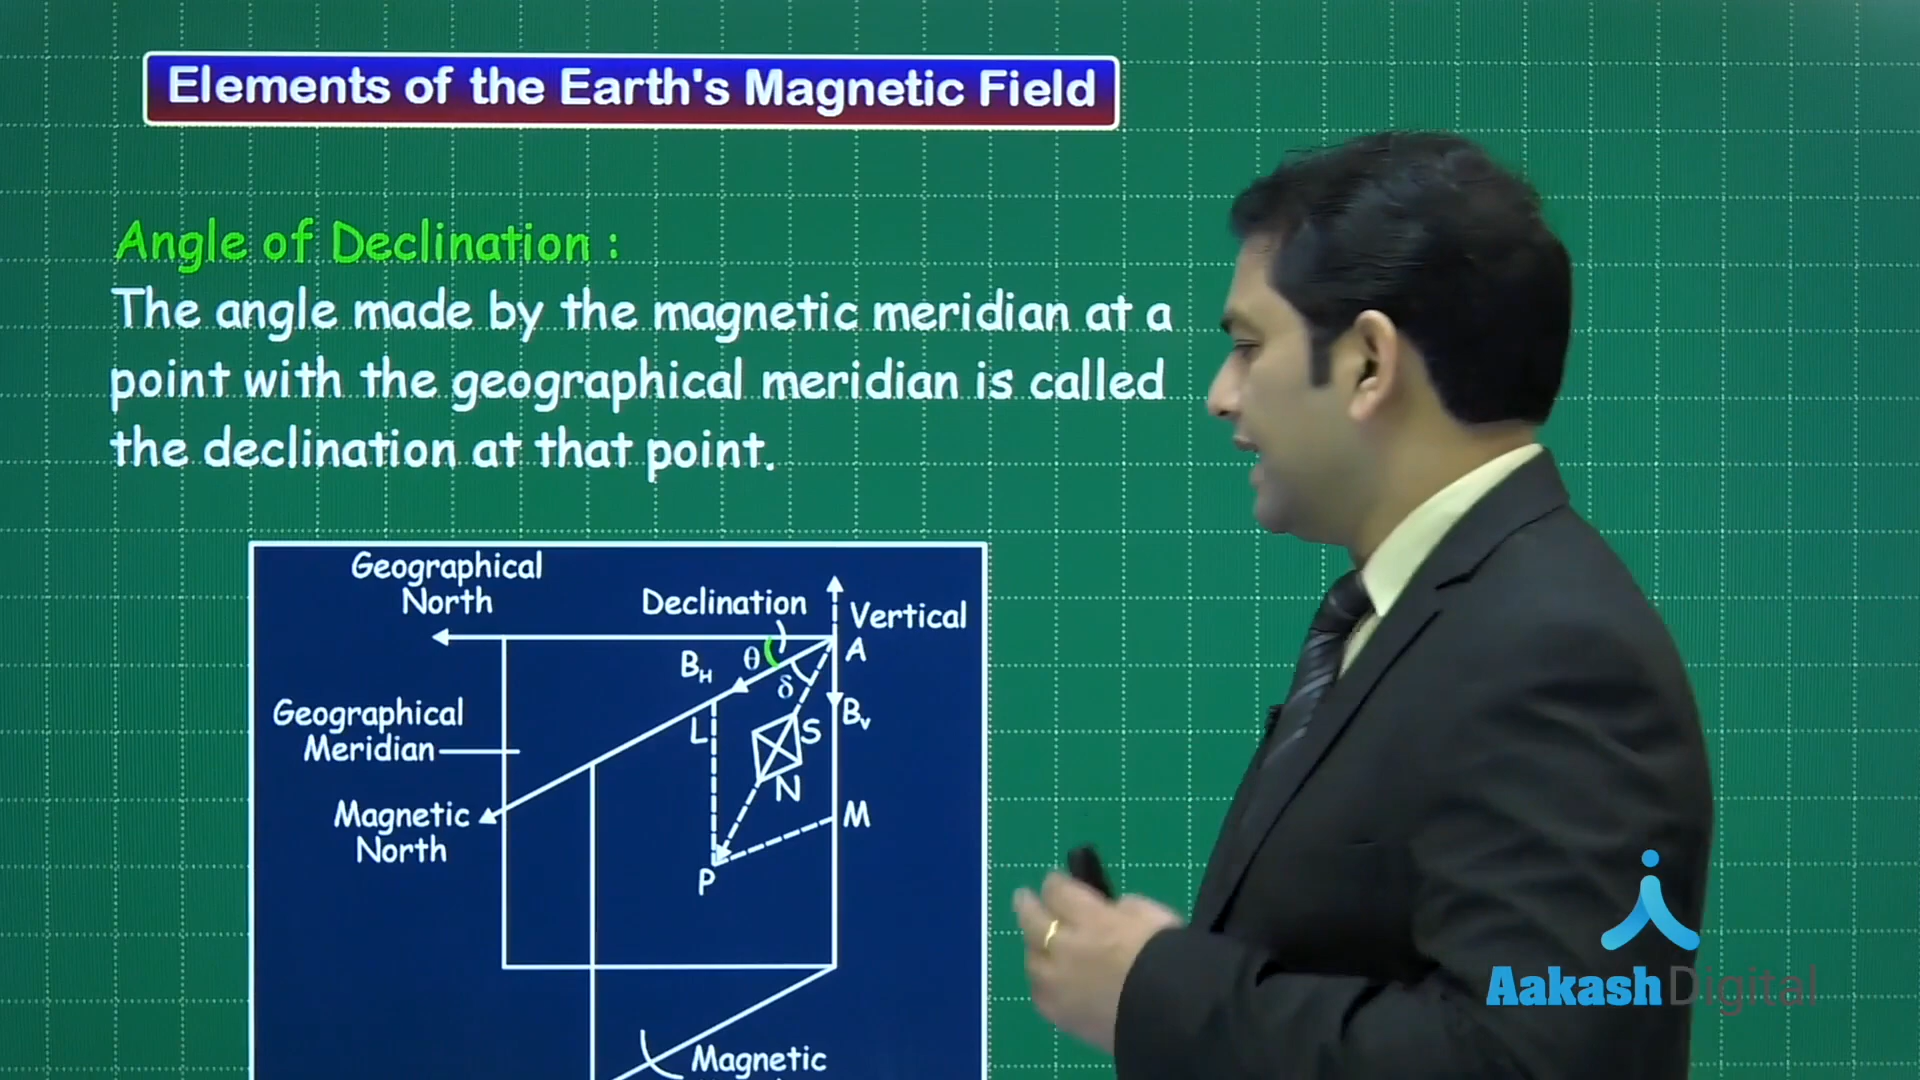 Elements of the Earth's Magnetic Field
Angle of Declination :
The angle made by the magnetic meridian at a
point with the geographical meridian is called
the declination at that point.
Geographical
North
Declination
Vertical
A
θ
B_H
δ
Geographical
Meridian
L
S
B_v
N
Magnetic
North
M
P
Magnetic
Aakash Digital